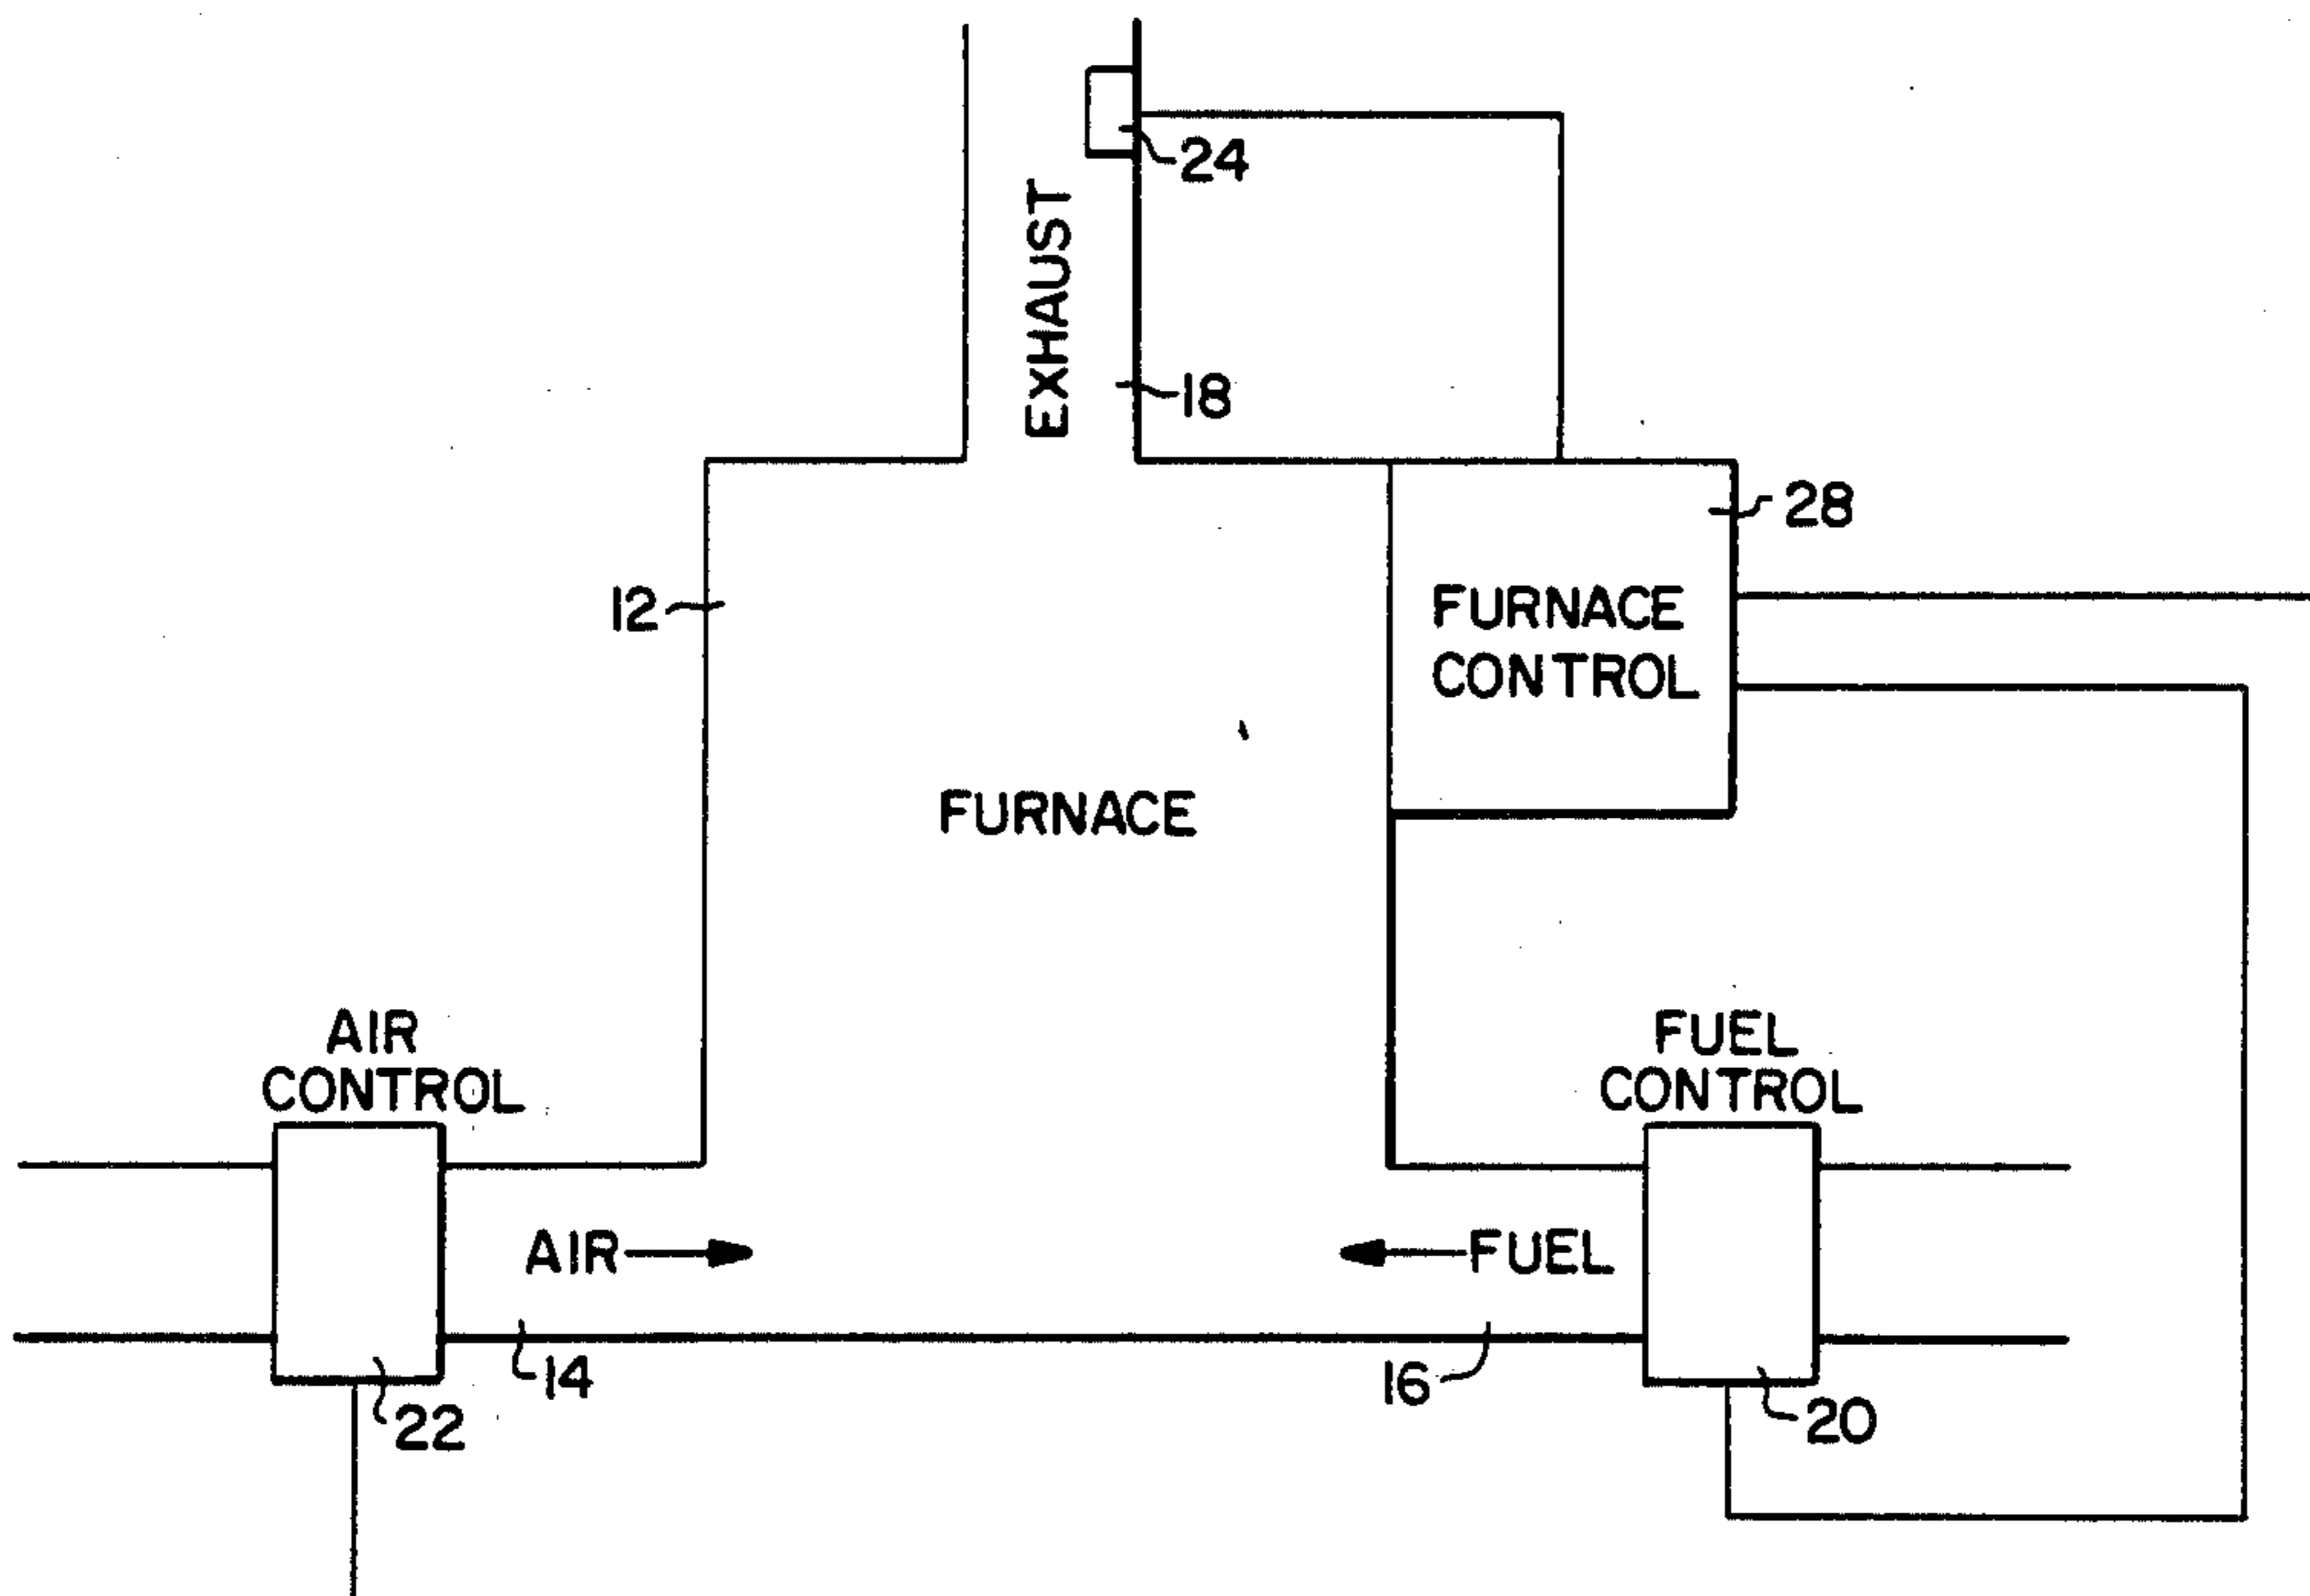 24
EXHAUST
18
28
12
FURNACE
CONTROL
FURNACE
AIR
CONTROL
FUEL
CONTROL
AIR
FUEL
14
16
22
20